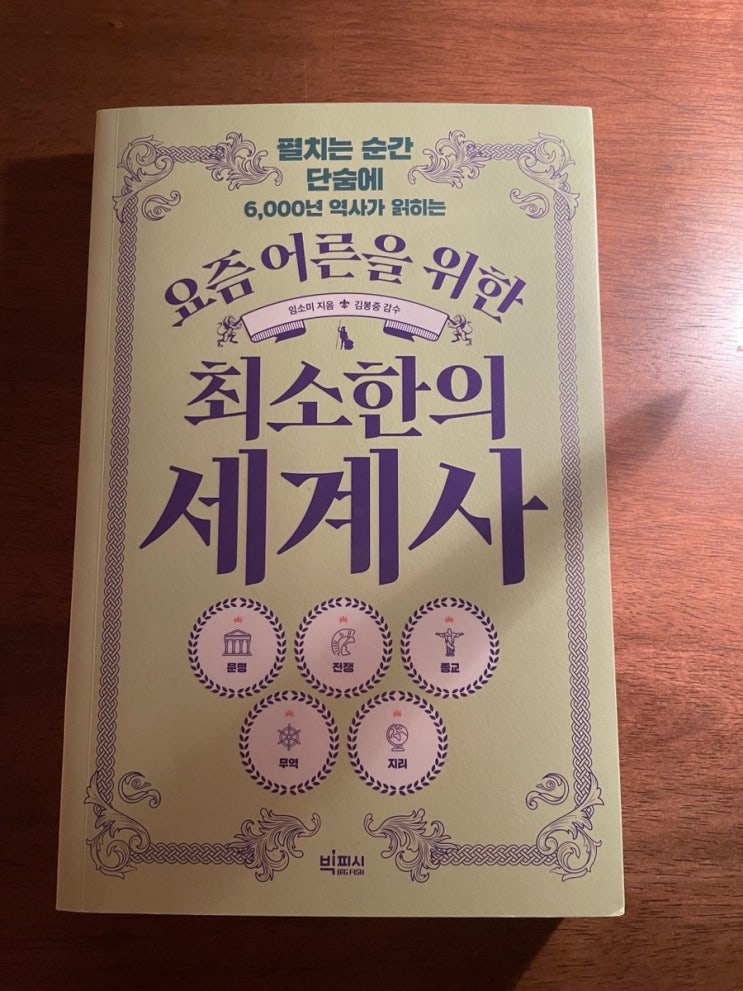 펼치는 순간
단숨에
6,000년 역사가 읽히는
요즘 어른을 위한
임소미 지음 김봉중 감수
최소한의
세계사
문명 전쟁 종교
무역 지리
빅피시
BIG FISH